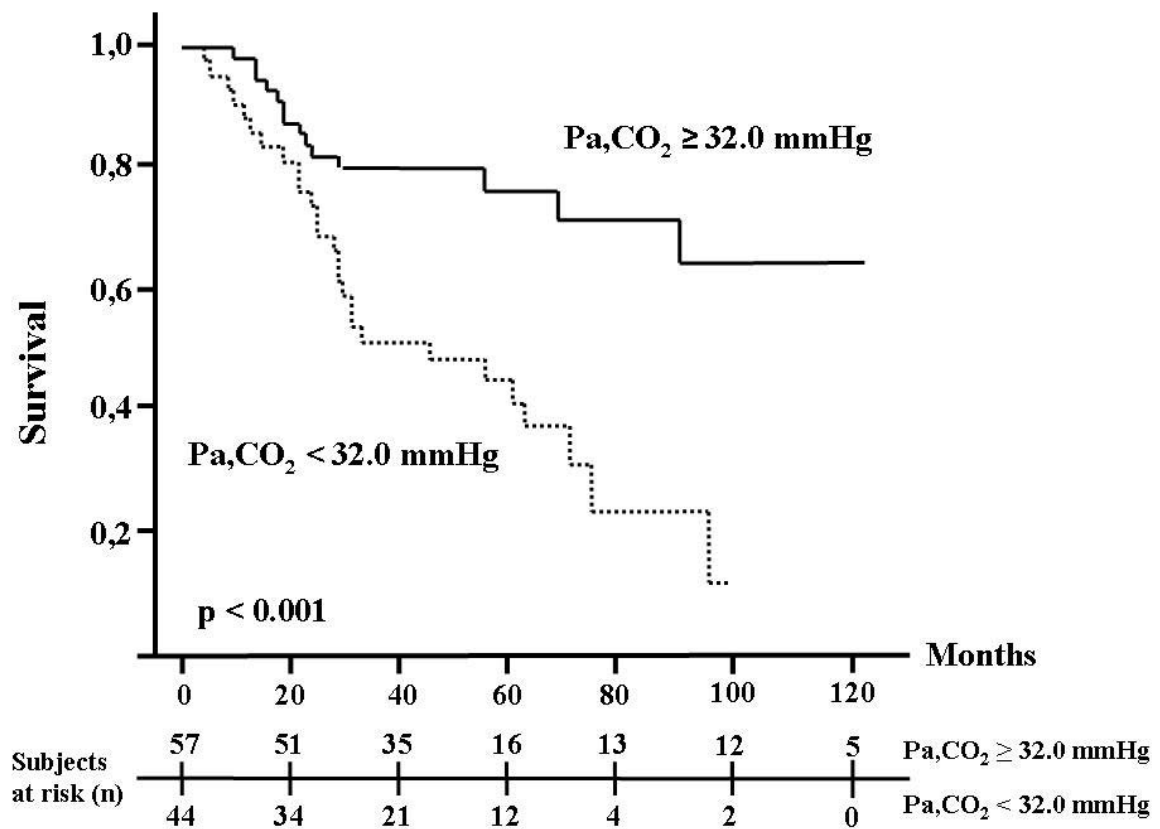 1,0
0,8
0,6
0,4
0,2
Survival
Pa,CO₂ ≥ 32.0 mmHg
Pa,CO₂ < 32.0 mmHg
p < 0.001
Months
0 20 40 60 80 100 120
Subjects
at risk (n)
57 51 35 16 13 12 5 Pa,CO₂ ≥ 32.0 mmHg
44 34 21 12 4 2 0 Pa,CO₂ < 32.0 mmHg